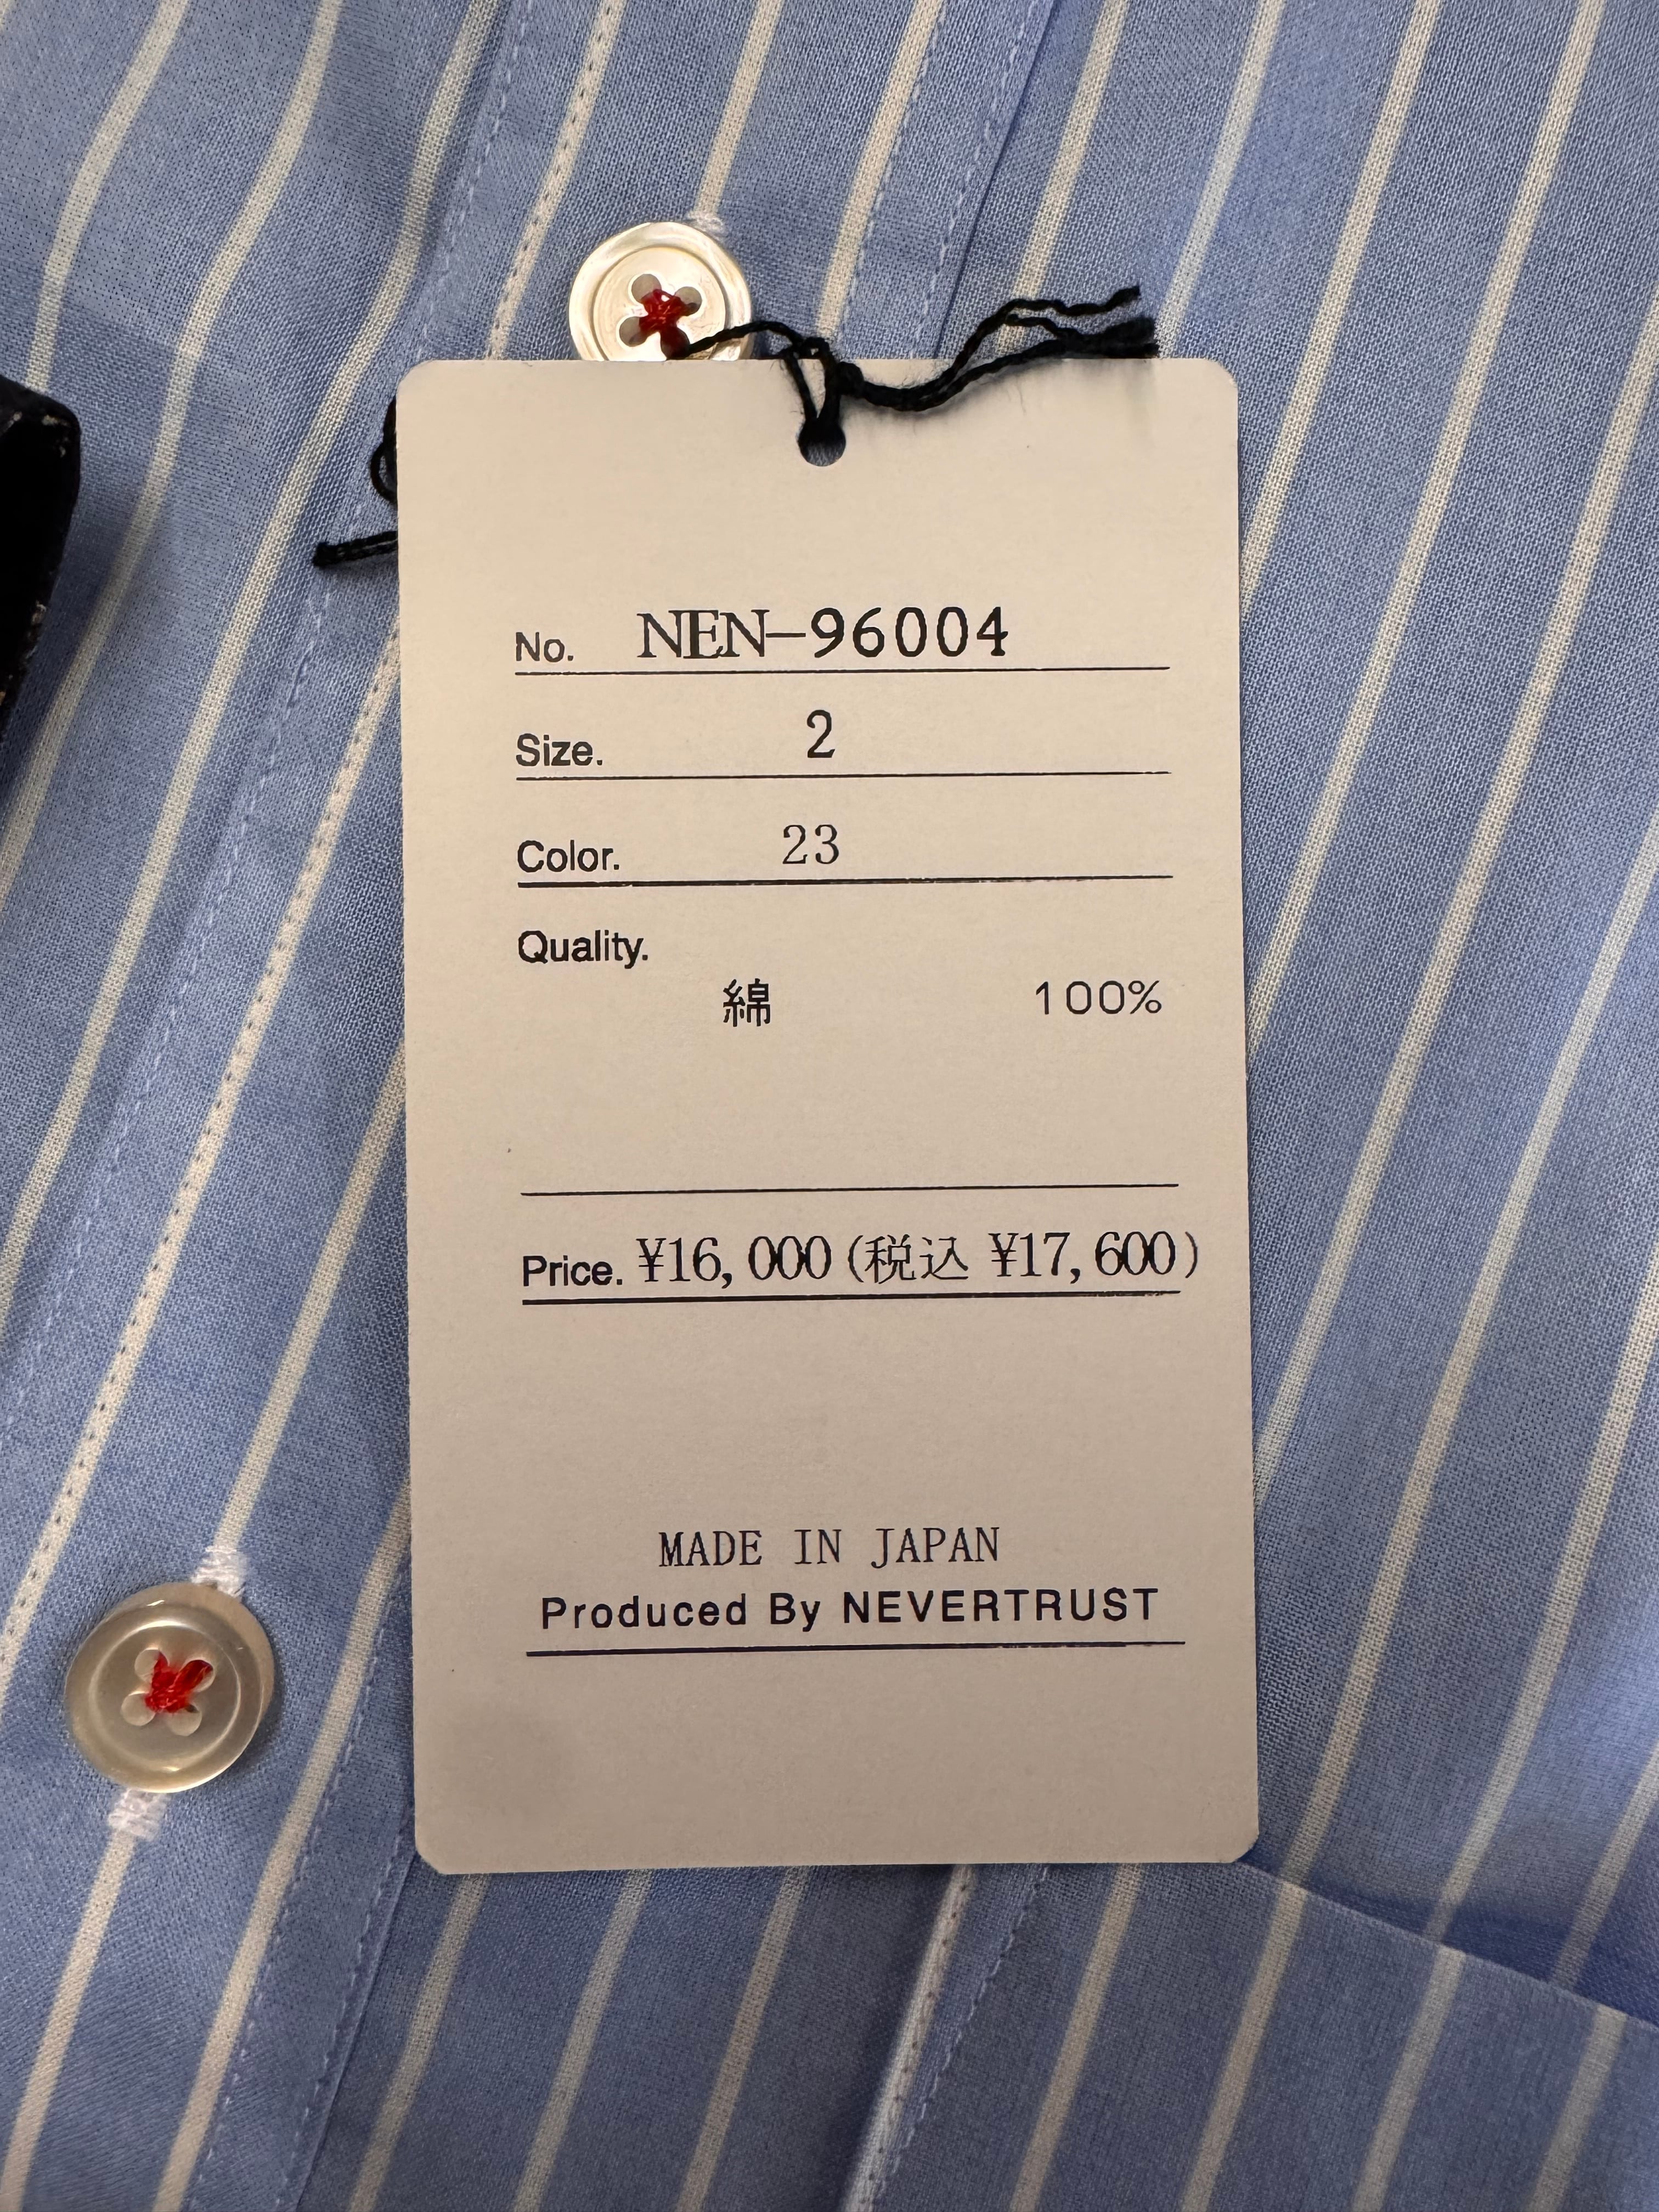 No. NEN-96004
Size. 2
Color. 23
Quality.
綿 100%
Price. ¥16,000(税込 ¥17,600)
MADE IN JAPAN
Produced By NEVERTRUST